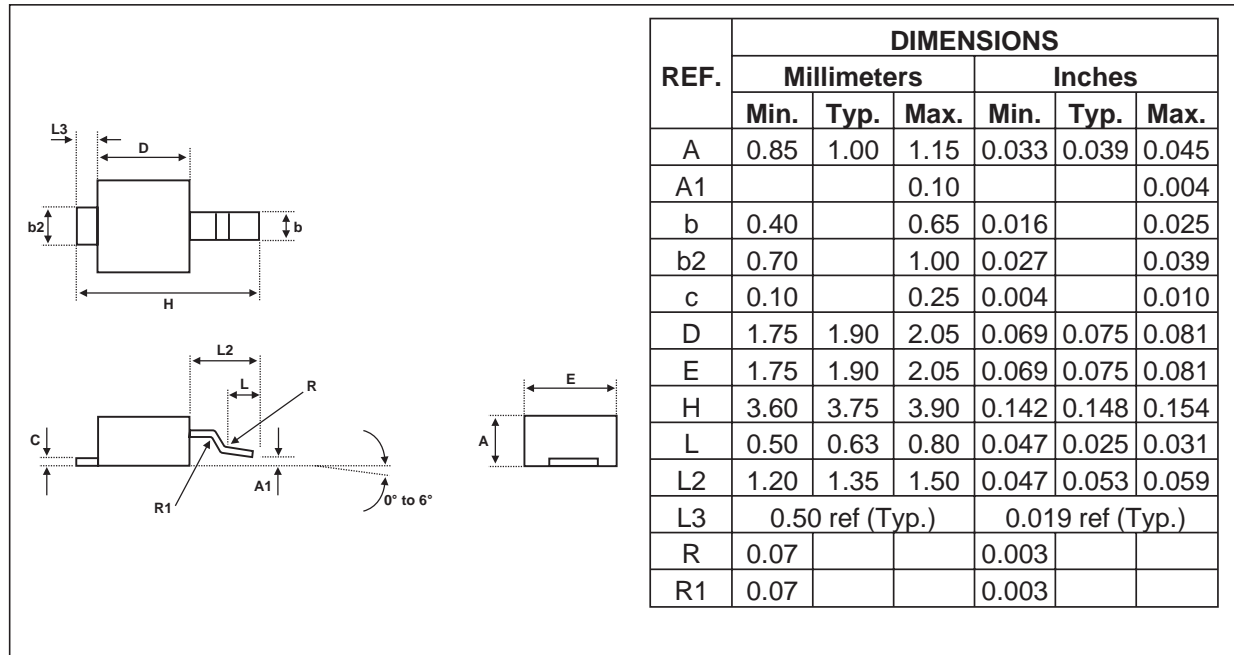 L3
D
b2
b
H
L2
L
R
C
A1
R1
0° to 6°
E
A
REF. DIMENSIONS
Millimeters Inches
Min. Typ. Max. Min. Typ. Max.
A 0.85 1.00 1.15 0.033 0.039 0.045
A1 0.10 0.004
b 0.40 0.65 0.016 0.025
b2 0.70 1.00 0.027 0.039
c 0.10 0.25 0.004 0.010
D 1.75 1.90 2.05 0.069 0.075 0.081
E 1.75 1.90 2.05 0.069 0.075 0.081
H 3.60 3.75 3.90 0.142 0.148 0.154
L 0.50 0.63 0.80 0.047 0.025 0.031
L2 1.20 1.35 1.50 0.047 0.053 0.059
L3 0.50 ref (Typ.) 0.019 ref (Typ.)
R 0.07 0.003
R1 0.07 0.003